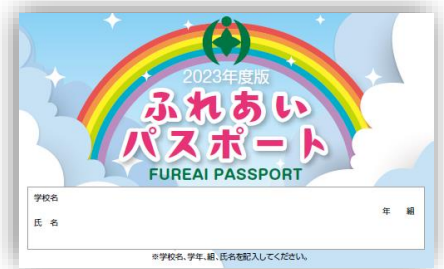 2023年度版
ふれあい
パスポート
FUREAI PASSPORT
学校名
年 組
氏 名
※学校名、学年、組、氏名を記入してください。